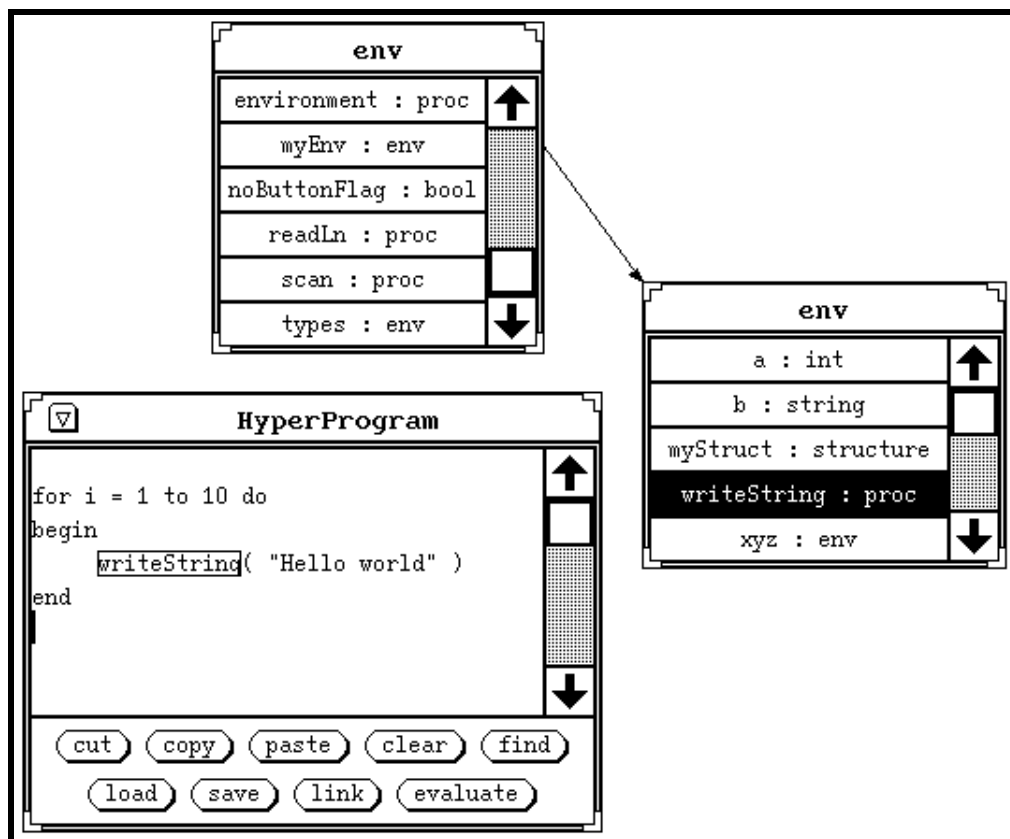 env
environment : proc
myEnv : env
noButtonFlag : bool
readLn : proc
scan : proc
types : env
env
a : int
b : string
myStruct : structure
writeString : proc
xyz : env
HyperProgram
for i = 1 to 10 do
begin
writeString( "Hello world" )
end
cut copy paste clear find
load save link evaluate